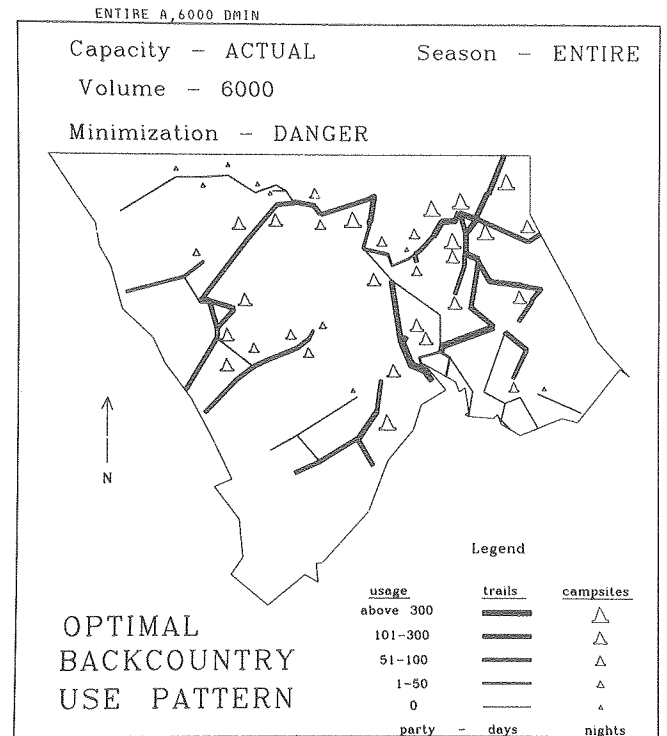 ENTIRE A,6000 DMIN
Capacity - ACTUAL Season - ENTIRE
Volume - 6000
Minimization - DANGER
N
Legend
usage trails campsites
above 300
101-300
51-100
1-50
0
party - days nights
OPTIMAL
BACKCOUNTRY
USE PATTERN